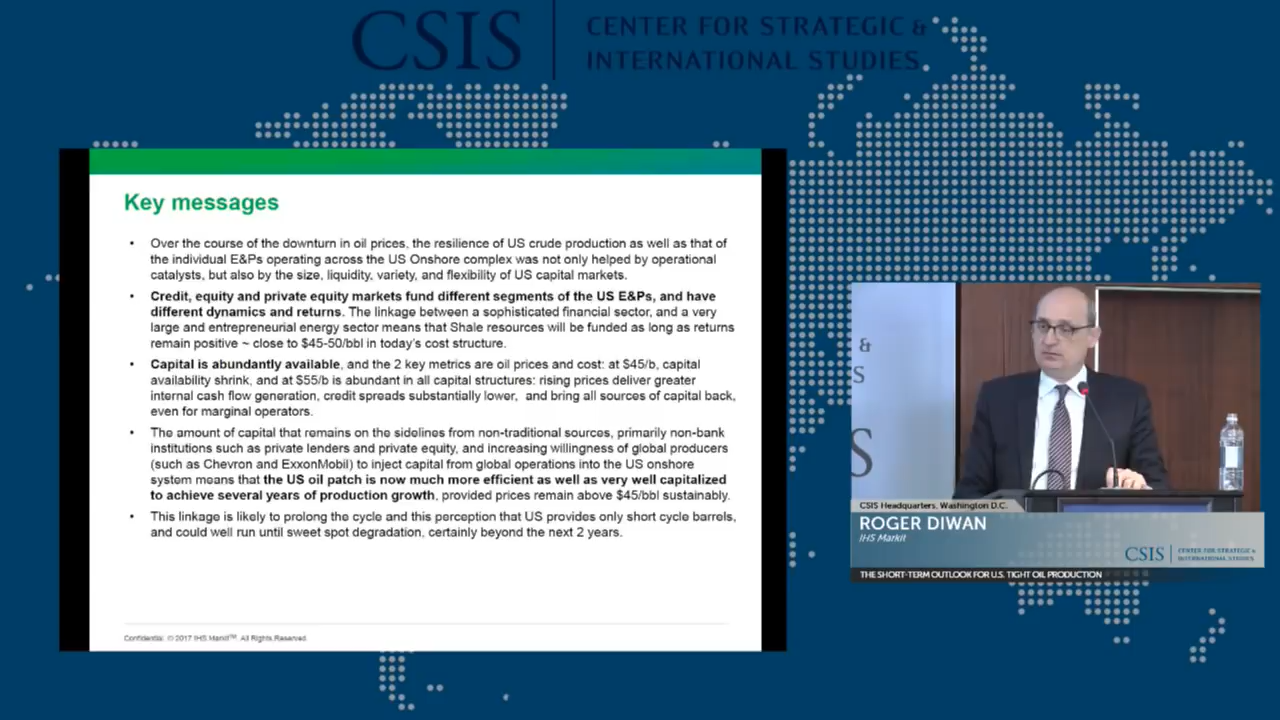 CSIS
CENTER FOR STRATEGIC &
INTERNATIONAL STUDIES
Key messages
• Over the course of the downturn in oil prices, the resilience of US crude production as well as that of
the individual E&Ps operating across the US Onshore complex was not only helped by operational
catalysts, but also by the size, liquidity, variety, and flexibility of US capital markets.
• Credit, equity and private equity markets fund different segments of the US E&Ps, and have
different dynamics and returns. The linkage between a sophisticated financial sector, and a very
large and entrepreneurial energy sector means that Shale resources will be funded as long as returns
remain positive ~ close to $45-50/bbl in today's cost structure.
• Capital is abundantly available, and the 2 key metrics are oil prices and cost: at $45/b, capital
availability shrink, and at $55/b is abundant in all capital structures: rising prices deliver greater
internal cash flow generation, credit spreads substantially lower, and bring all sources of capital back,
even for marginal operators.
• The amount of capital that remains on the sidelines from non-traditional sources, primarily non-bank
institutions such as private lenders and private equity, and increasing willingness of global producers
(such as Chevron and ExxonMobil) to inject capital from global operations into the US onshore
system means that the US oil patch is now much more efficient as well as very well capitalized
to achieve several years of production growth, provided prices remain above $45/bbl sustainably.
• This linkage is likely to prolong the cycle and this perception that US provides only short cycle barrels,
and could well run until sweet spot degradation, certainly beyond the next 2 years.
Confidential. © 2017 IHS Markit™. All Rights Reserved.
&
S
S
CSIS Headquarters, Washington D.C.
ROGER DIWAN
IHS Markit
CSIS
CENTER FOR STRATEGIC &
INTERNATIONAL STUDIES
THE SHORT-TERM OUTLOOK FOR U.S. TIGHT OIL PRODUCTION